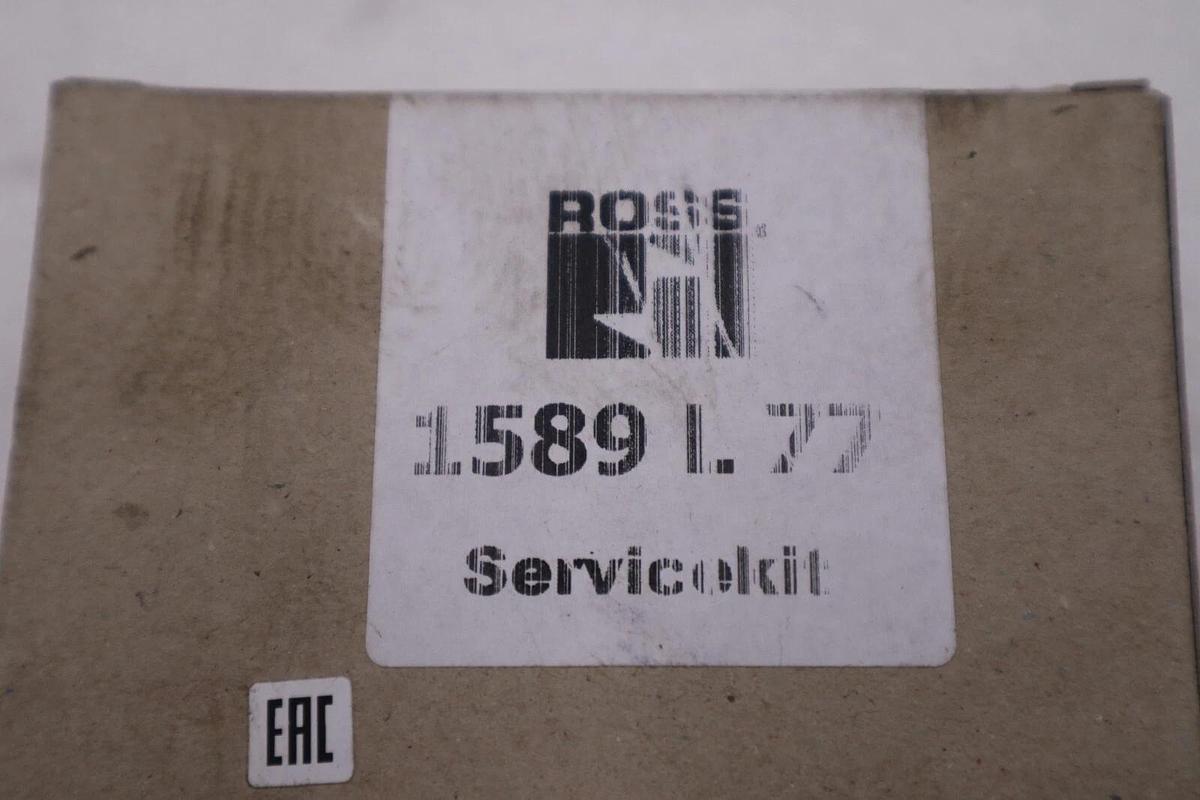 ROSS®
1589 L 77
Servicekit
EAC